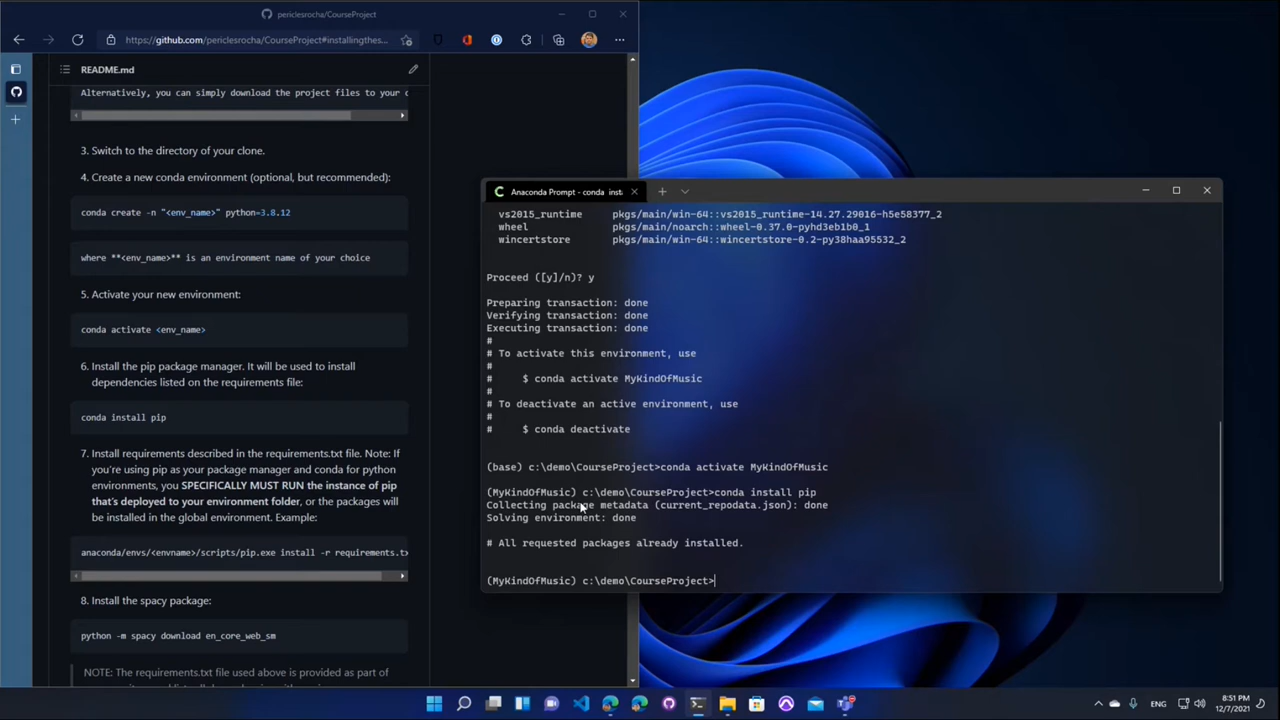 periclesrocha/CourseProject
https://github.com/periclesrocha/CourseProject#installingthes...
README.md
Alternatively, you can simply download the project files to your c
3. Switch to the directory of your clone.
4. Create a new conda environment (optional, but recommended):
conda create -n "<env_name>" python=3.8.12
where **<env_name>** is an environment name of your choice
5. Activate your new environment:
conda activate <env_name>
6. Install the pip package manager. It will be used to install
dependencies listed on the requirements file:
conda install pip
7. Install requirements described in the requirements.txt file. Note: If
you're using pip as your package manager and conda for python
environments, you SPECIFICALLY MUST RUN the instance of pip
that's deployed to your environment folder, or the packages will
be installed in the global environment. Example:
anaconda/envs/<envname>/scripts/pip.exe install -r requirements.tx
8. Install the spacy package:
python -m spacy download en_core_web_sm
NOTE: The requirements.txt file used above is provided as part of
Anaconda Prompt - conda inst
vs2015_runtime pkgs/main/win-64::vs2015_runtime-14.27.29016-h5e58377_2
wheel pkgs/main/noarch::wheel-0.37.0-pyhd3eb1b0_1
wincertstore pkgs/main/win-64::wincertstore-0.2-py38haa95532_2
Proceed ([y]/n)? y
Preparing transaction: done
Verifying transaction: done
Executing transaction: done
#
# To activate this environment, use
#
# $ conda activate MyKindOfMusic
#
# To deactivate an active environment, use
#
# $ conda deactivate
(base) c:\demo\CourseProject>conda activate MyKindOfMusic
(MyKindOfMusic) c:\demo\CourseProject>conda install pip
Collecting package metadata (current_repodata.json): done
Solving environment: done
# All requested packages already installed.
(MyKindOfMusic) c:\demo\CourseProject>
ENG
8:51 PM
12/7/2021